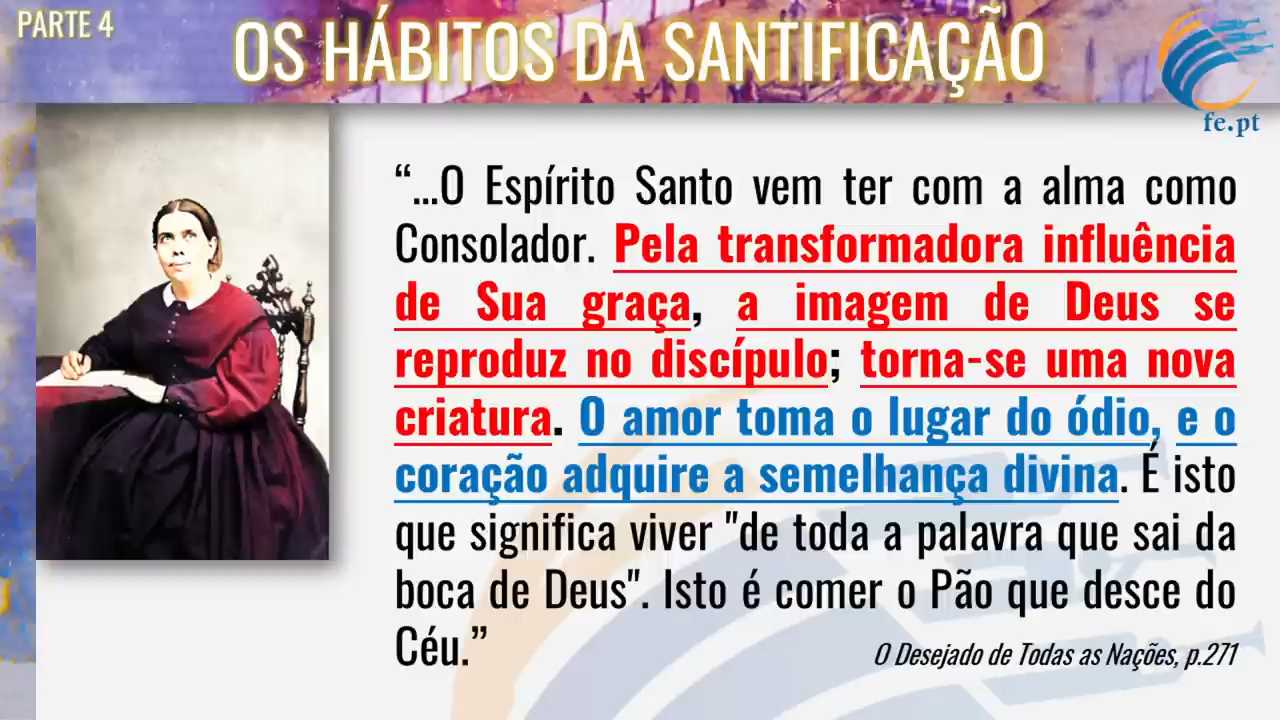 PARTE 4
OS HÁBITOS DA SANTIFICAÇÃO
fe.pt
“...O Espírito Santo vem ter com a alma como
Consolador. Pela transformadora influência
de Sua graça, a imagem de Deus se
reproduz no discípulo; torna-se uma nova
criatura. O amor toma o lugar do ódio, e o
coração adquire a semelhança divina. É isto
que significa viver "de toda a palavra que sai da
boca de Deus". Isto é comer o Pão que desce do
Céu.”
O Desejado de Todas as Nações, p.271